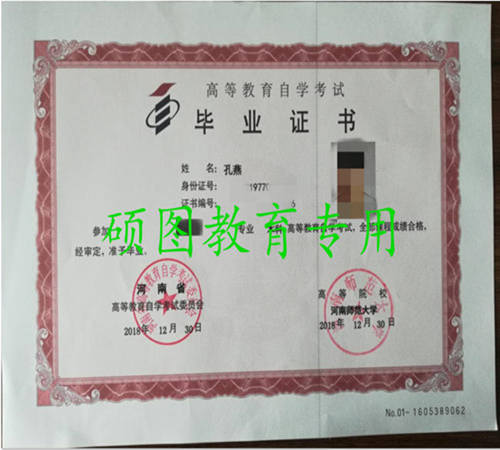 高等教育自学考试
毕业证书
姓名：孔燕
身份证号： 1977
证书编号： 6
参加 专业 本科 高等教育自学考试，全部课程成绩合格，
经审定，准予毕业。
硕图教育专用
河南省
高等教育自学考试委员会
2018年 12月 30日
高等院校
河南师范大学
2018年 12月 30日
No.01-1605389062